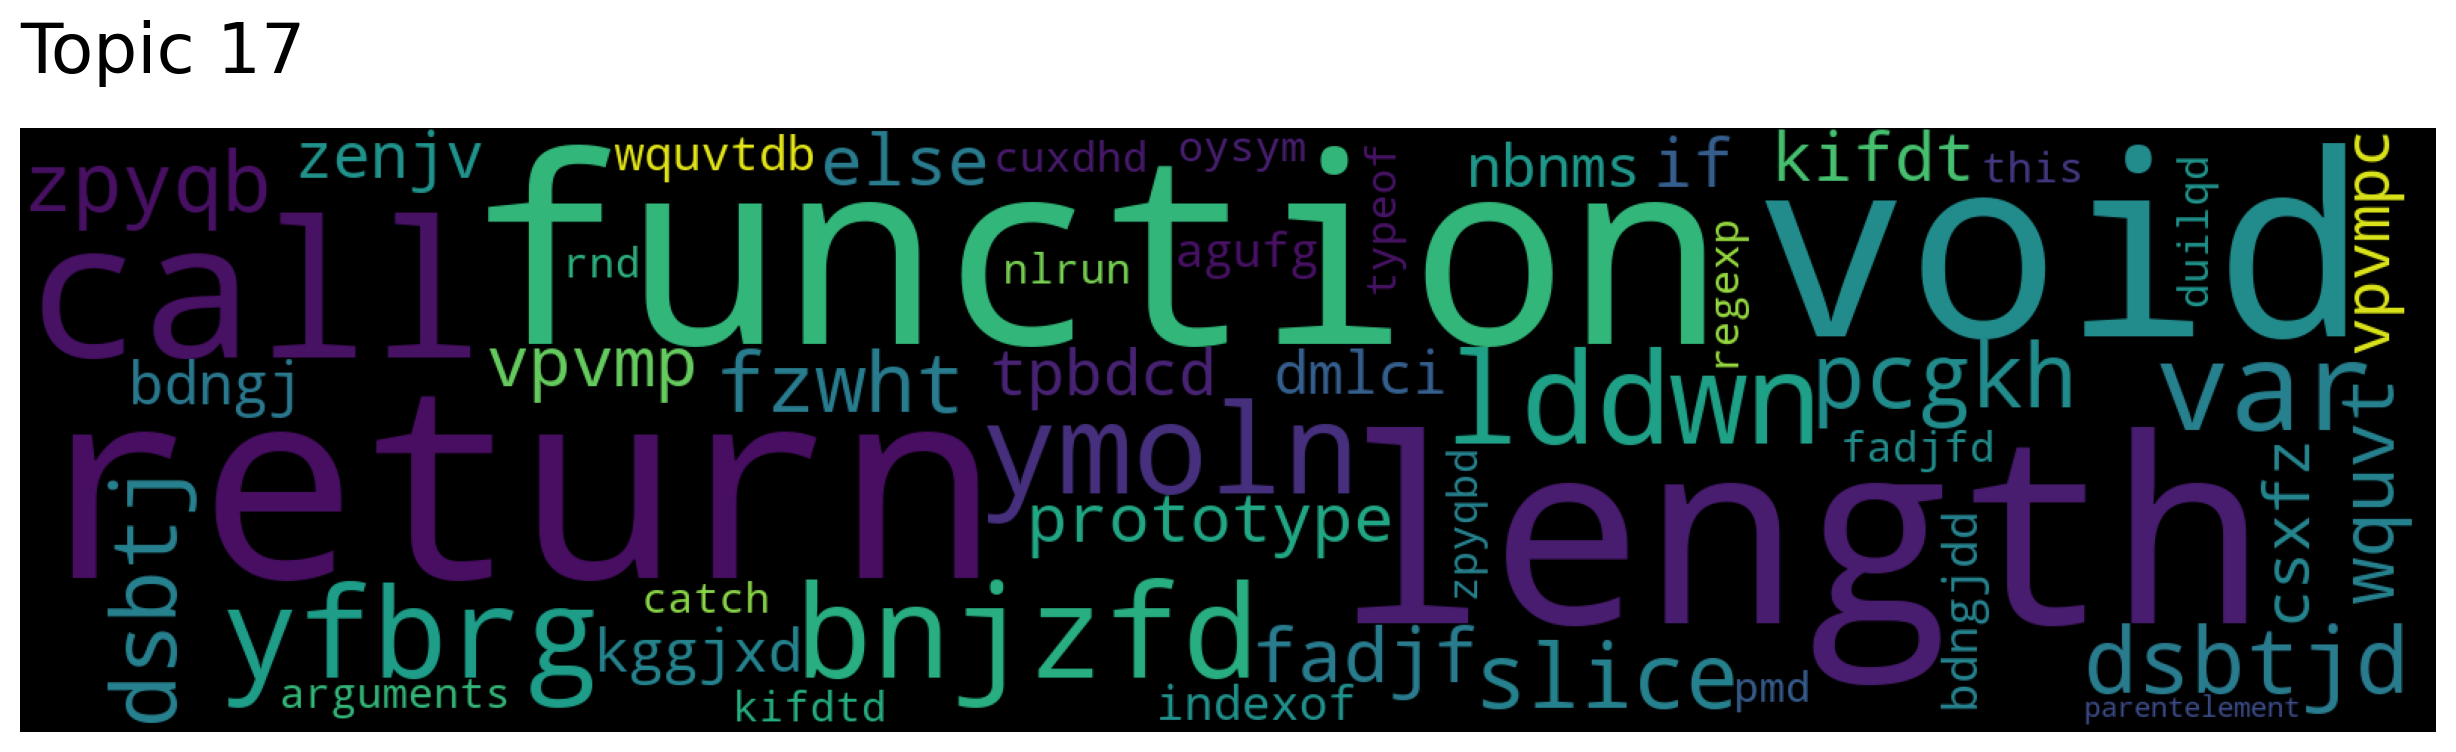 Topic 17
zpyqb
zenjv
wquvtdb
else
cuxdhd
oysym
typeof
nbnms
if
kifdt
this
duilqd
vpvmpc
call
function
void
rnd
nlrun
agufg
regexp
bdngj
vpvmp
fzwht
tpbdcd
dmlci
lddwn
pcgkh
var
wquvt
return
ymoln
length
fadjfd
zpyqbd
csxfz
dsbtj
prototype
bdngjdd
yfbrg
catch
bnjzfd
kggjxd
fadjf
slice
dsbtjd
arguments
kifdtd
indexof
pmd
parentelement